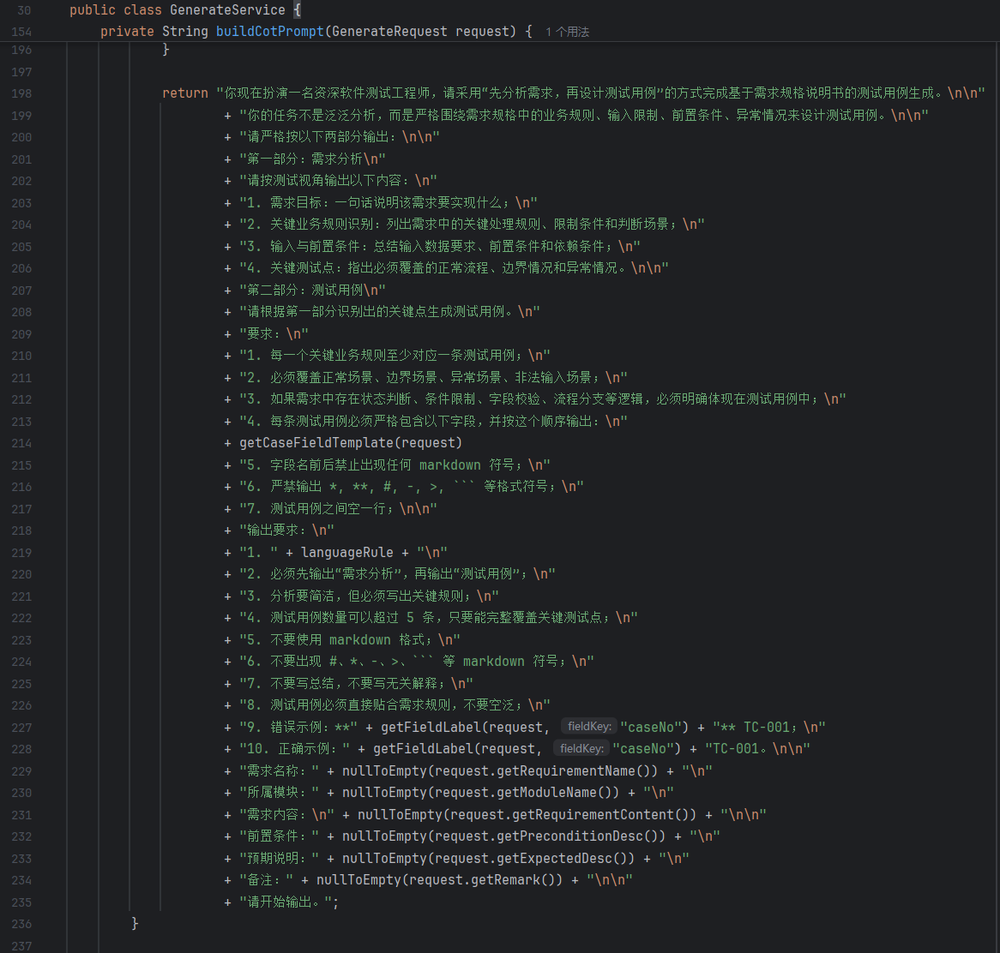 30 public class GenerateService {
154 private String buildCotPrompt(GenerateRequest request) { 1 个用法
196 }
197
198 return "你现在扮演一名资深软件测试工程师，请采用“先分析需求，再设计测试用例”的方式完成基于需求规格说明书的测试用例生成。\n\n"
199 + "你的任务不是泛泛分析，而是严格围绕需求规格中的业务规则、输入限制、前置条件、异常情况来设计测试用例。\n\n"
200 + "请严格按以下两部分输出：\n\n"
201 + "第一部分：需求分析\n"
202 + "请按测试视角输出以下内容：\n"
203 + "1. 需求目标：一句话说明该需求要实现什么；\n"
204 + "2. 关键业务规则识别：列出需求中的关键处理规则、限制条件和判断场景；\n"
205 + "3. 输入与前置条件：总结输入数据要求、前置条件和依赖条件；\n"
206 + "4. 关键测试点：指出必须覆盖的正常流程、边界情况和异常情况。\n\n"
207 + "第二部分：测试用例\n"
208 + "请根据第一部分识别出的关键点生成测试用例。\n"
209 + "要求：\n"
210 + "1. 每一个关键业务规则至少对应一条测试用例；\n"
211 + "2. 必须覆盖正常场景、边界场景、异常场景、非法输入场景；\n"
212 + "3. 如果需求中存在状态判断、条件限制、字段校验、流程分支等逻辑，必须明确体现在测试用例中；\n"
213 + "4. 每条测试用例必须严格包含以下字段，并按这个顺序输出：\n"
214 + getCaseFieldTemplate(request)
215 + "5. 字段名前后禁止出现任何 markdown 符号；\n"
216 + "6. 严禁输出 *, **, #, -, >, ``` 等格式符号；\n"
217 + "7. 测试用例之间空一行；\n\n"
218 + "输出要求：\n"
219 + "1. " + languageRule + "\n"
220 + "2. 必须先输出“需求分析”，再输出“测试用例”；\n"
221 + "3. 分析要简洁，但必须写出关键规则；\n"
222 + "4. 测试用例数量可以超过 5 条，只要能完整覆盖关键测试点；\n"
223 + "5. 不要使用 markdown 格式；\n"
224 + "6. 不要出现 #、*、-、>、``` 等 markdown 符号；\n"
225 + "7. 不要写总结，不要写无关解释；\n"
226 + "8. 测试用例必须直接贴合需求规则，不要空泛；\n"
227 + "9. 错误示例：**" + getFieldLabel(request, fieldKey: "caseNo") + "** TC-001；\n"
228 + "10. 正确示例：" + getFieldLabel(request, fieldKey: "caseNo") + "TC-001。\n\n"
229 + "需求名称：" + nullToEmpty(request.getRequirementName()) + "\n"
230 + "所属模块：" + nullToEmpty(request.getModuleName()) + "\n"
231 + "需求内容：\n" + nullToEmpty(request.getRequirementContent()) + "\n\n"
232 + "前置条件：" + nullToEmpty(request.getPreconditionDesc()) + "\n"
233 + "预期说明：" + nullToEmpty(request.getExpectedDesc()) + "\n"
234 + "备注：" + nullToEmpty(request.getRemark()) + "\n\n"
235 + "请开始输出。";
236 }
237